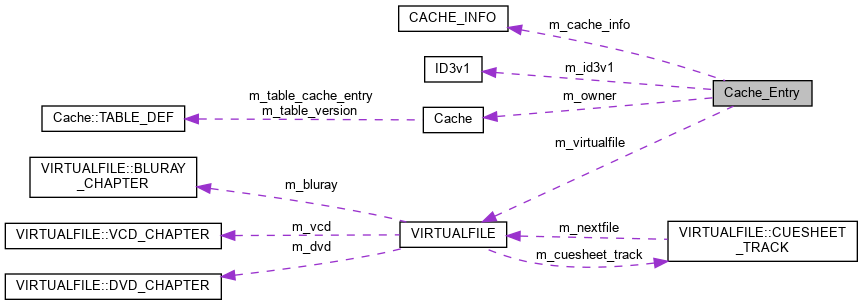 CACHE_INFO
m_cache_info
ID3v1
m_id3v1
Cache_Entry
m_table_cache_entry
m_table_version
m_owner
Cache::TABLE_DEF
Cache
m_virtualfile
VIRTUALFILE::BLURAY
_CHAPTER
m_bluray
VIRTUALFILE::VCD_CHAPTER
m_vcd
m_dvd
VIRTUALFILE
m_nextfile
m_cuesheet_track
VIRTUALFILE::CUESHEET
_TRACK
VIRTUALFILE::DVD_CHAPTER